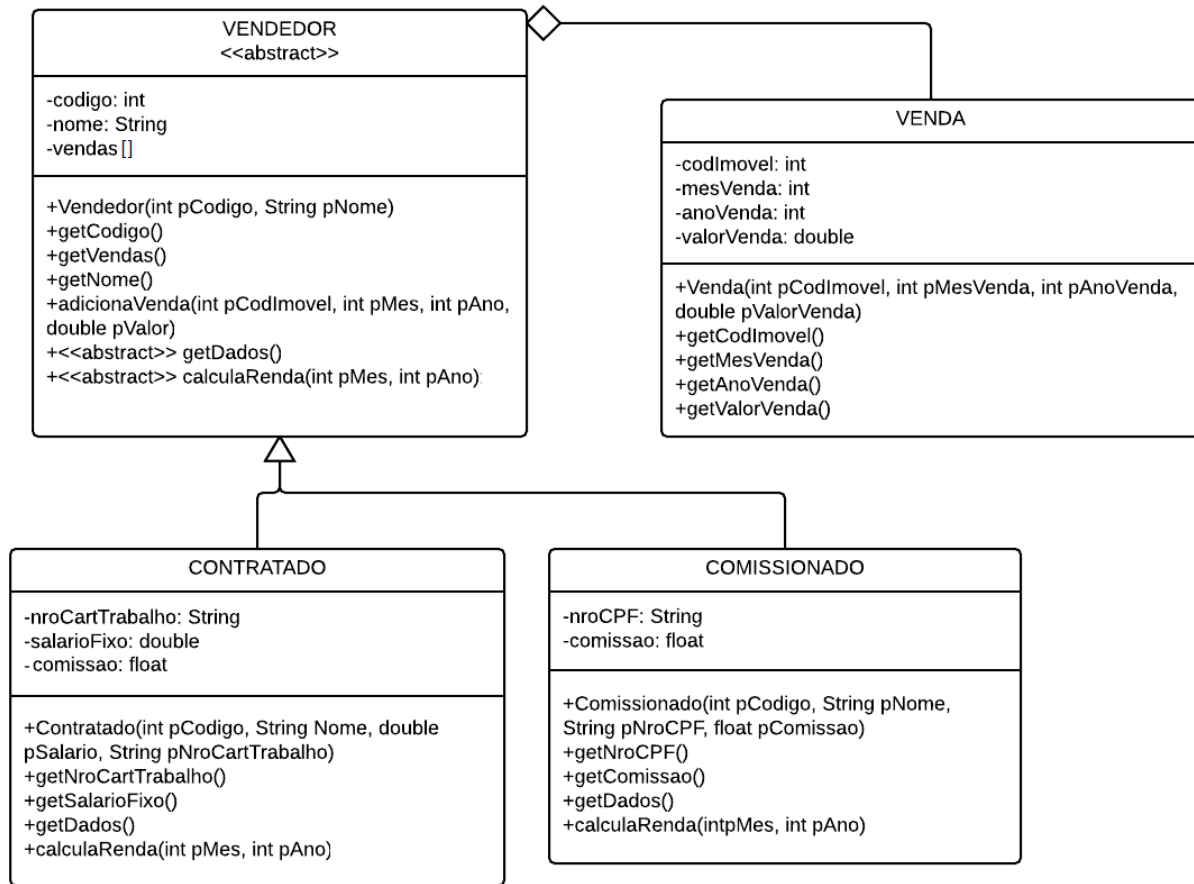 VENDEDOR
<<abstract>>
-codigo: int
-nome: String
-vendas[]
+Vendedor(int pCodigo, String pNome)
+getCodigo()
+getVendas()
+getNome()
+adicionaVenda(int pCodImovel, int pMes, int pAno,
double pValor)
+<<abstract>> getDados()
+<<abstract>> calculaRenda(int pMes, int pAno):
VENDA
-codImovel: int
-mesVenda: int
-anoVenda: int
-valorVenda: double
+Venda(int pCodImovel, int pMesVenda, int pAnoVenda,
double pValorVenda)
+getCodImovel()
+getMesVenda()
+getAnoVenda()
+getValorVenda()
CONTRATADO
-nroCartTrabalho: String
-salarioFixo: double
-comissao: float
+Contratado(int pCodigo, String Nome, double
pSalario, String pNroCartTrabalho)
+getNroCartTrabalho()
+getSalarioFixo()
+getDados()
+calculaRenda(int pMes, int pAno)
COMISSIONADO
-nroCPF: String
-comissao: float
+Comissionado(int pCodigo, String pNome,
String pNroCPF, float pComissao)
+getNroCPF()
+getComissao()
+getDados()
+calculaRenda(intpMes, int pAno)